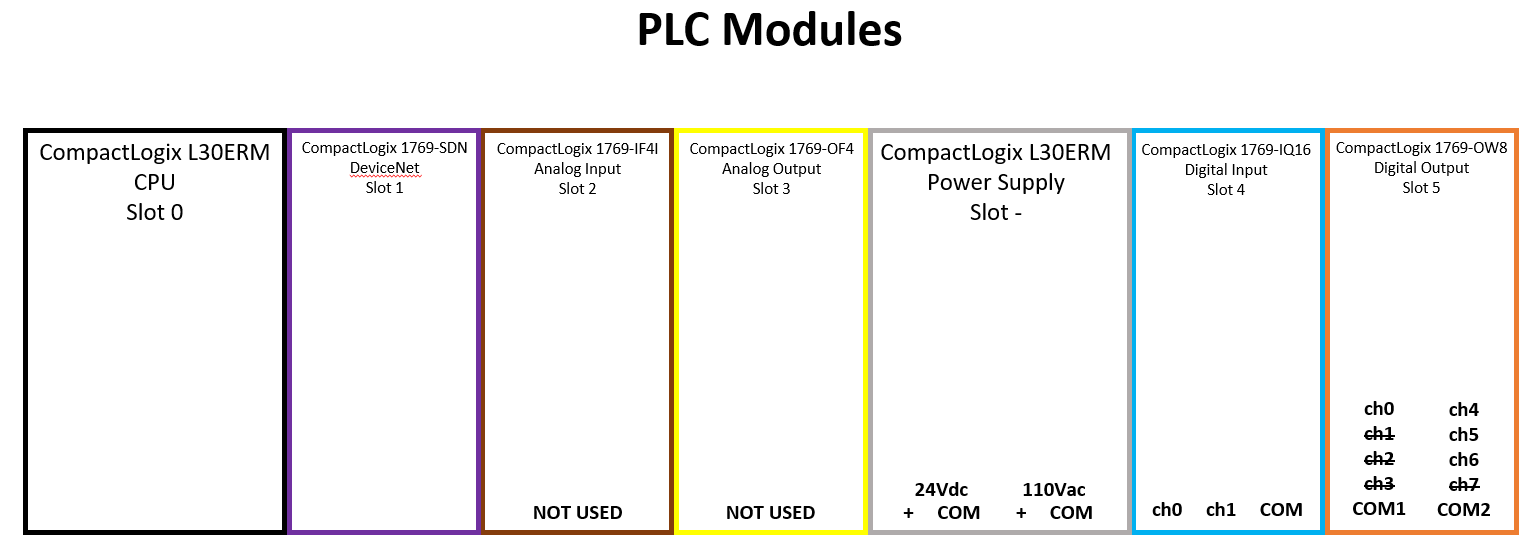 PLC Modules
CompactLogix L30ERM
CPU
Slot 0
CompactLogix 1769-SDN
DeviceNet
Slot 1
CompactLogix 1769-IF4I
Analog Input
Slot 2
NOT USED
CompactLogix 1769-OF4
Analog Output
Slot 3
NOT USED
CompactLogix L30ERM
Power Supply
Slot -
24Vdc 110Vac
+ COM + COM
CompactLogix 1769-IQ16
Digital Input
Slot 4
ch0 ch1 COM
CompactLogix 1769-OW8
Digital Output
Slot 5
ch0 ch4
ch1 ch5
ch2 ch6
ch3 ch7
COM1 COM2